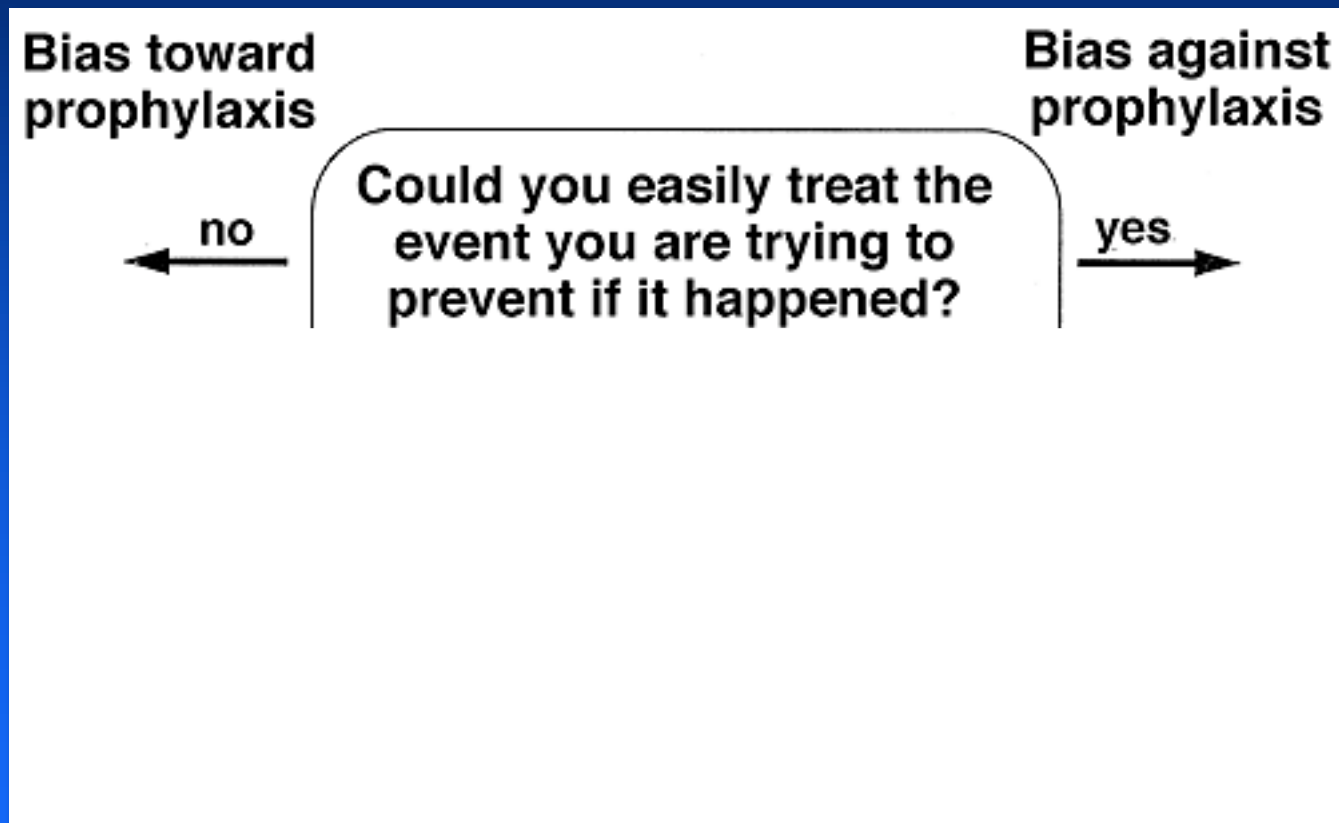 Bias toward
prophylaxis
Bias against
prophylaxis
Could you easily treat the
event you are trying to
prevent if it happened?
no
yes